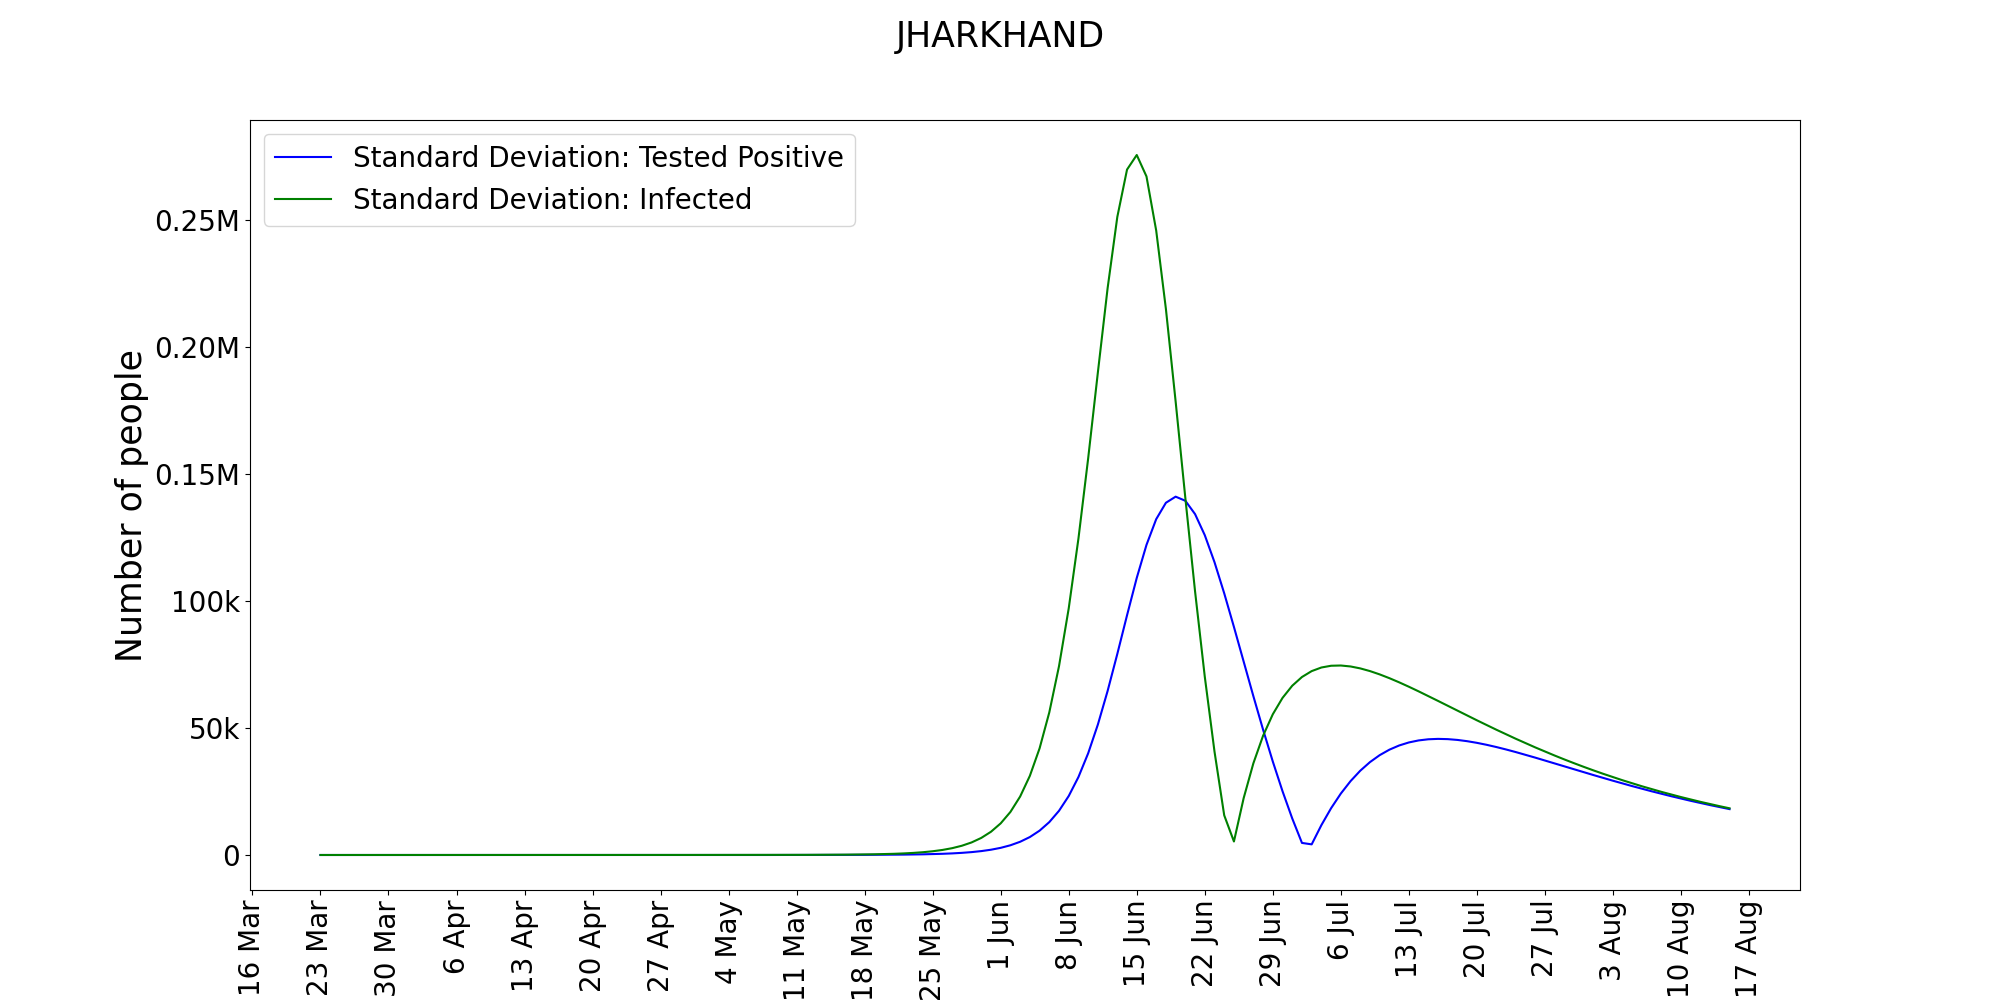 JHARKHAND
Standard Deviation: Tested Positive
Standard Deviation: Infected
Number of people
0.25M
0.20M
0.15M
100k
50k
0
16 Mar
23 Mar
30 Mar
6 Apr
13 Apr
20 Apr
27 Apr
4 May
11 May
18 May
25 May
1 Jun
8 Jun
15 Jun
22 Jun
29 Jun
6 Jul
13 Jul
20 Jul
27 Jul
3 Aug
10 Aug
17 Aug